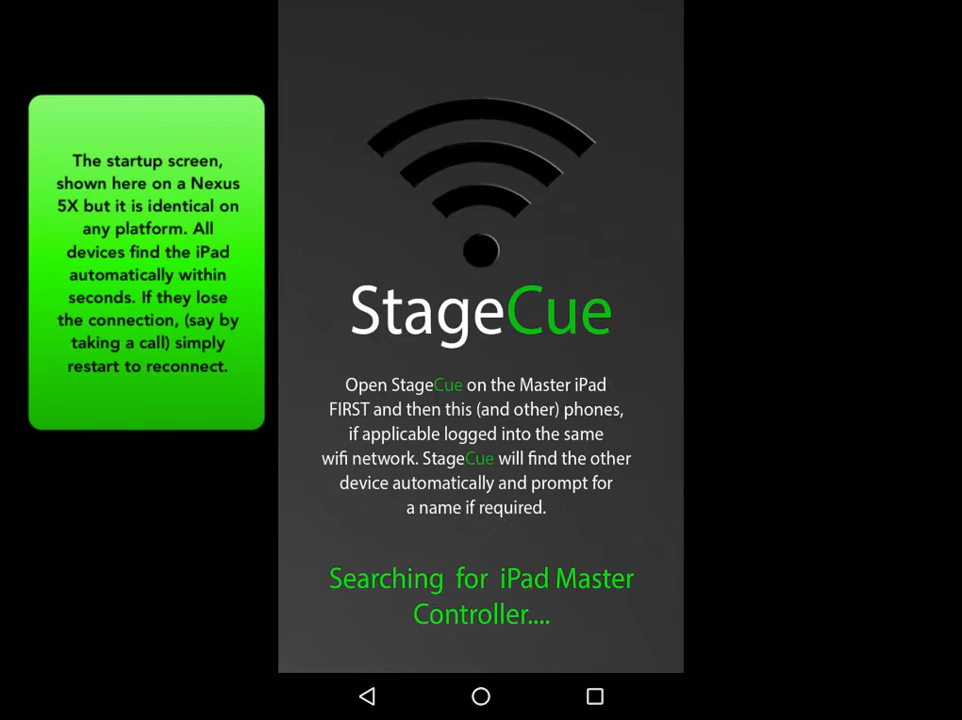 The startup screen,
shown here on a Nexus
5X but it is identical on
any platform. All
devices find the iPad
automatically within
seconds. If they lose
the connection, (say by
taking a call) simply
restart to reconnect.
StageCue
Open StageCue on the Master iPad
FIRST and then this (and other) phones,
if applicable logged into the same
wifi network. StageCue will find the other
device automatically and prompt for
a name if required.
Searching for iPad Master
Controller....